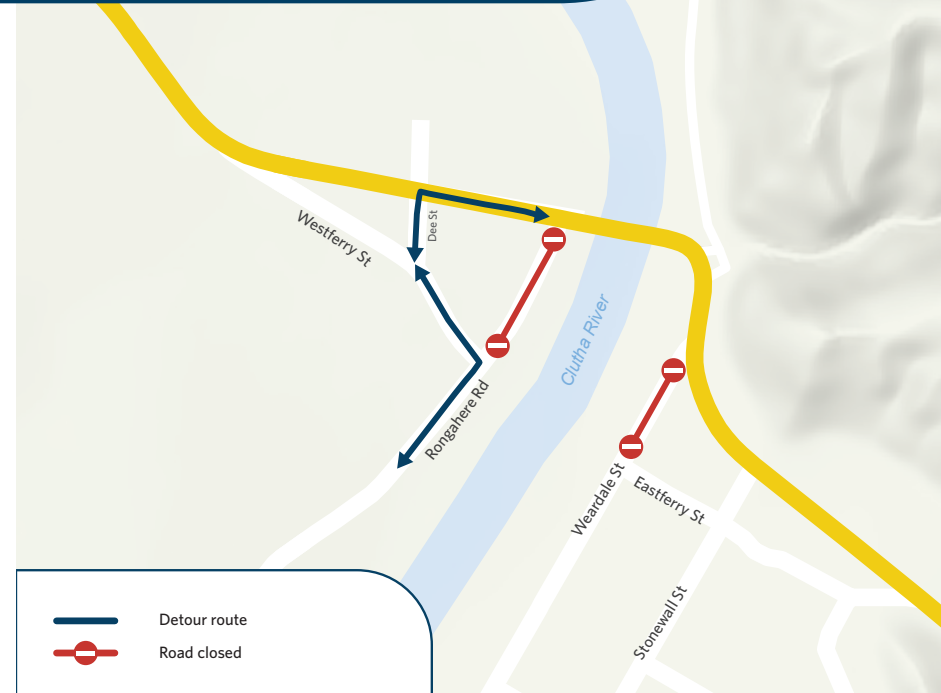 Westferry St
Dee St
Clutha River
Rongahere Rd
Weardale St
Eastferry St
Stonewall St
Detour route
Road closed